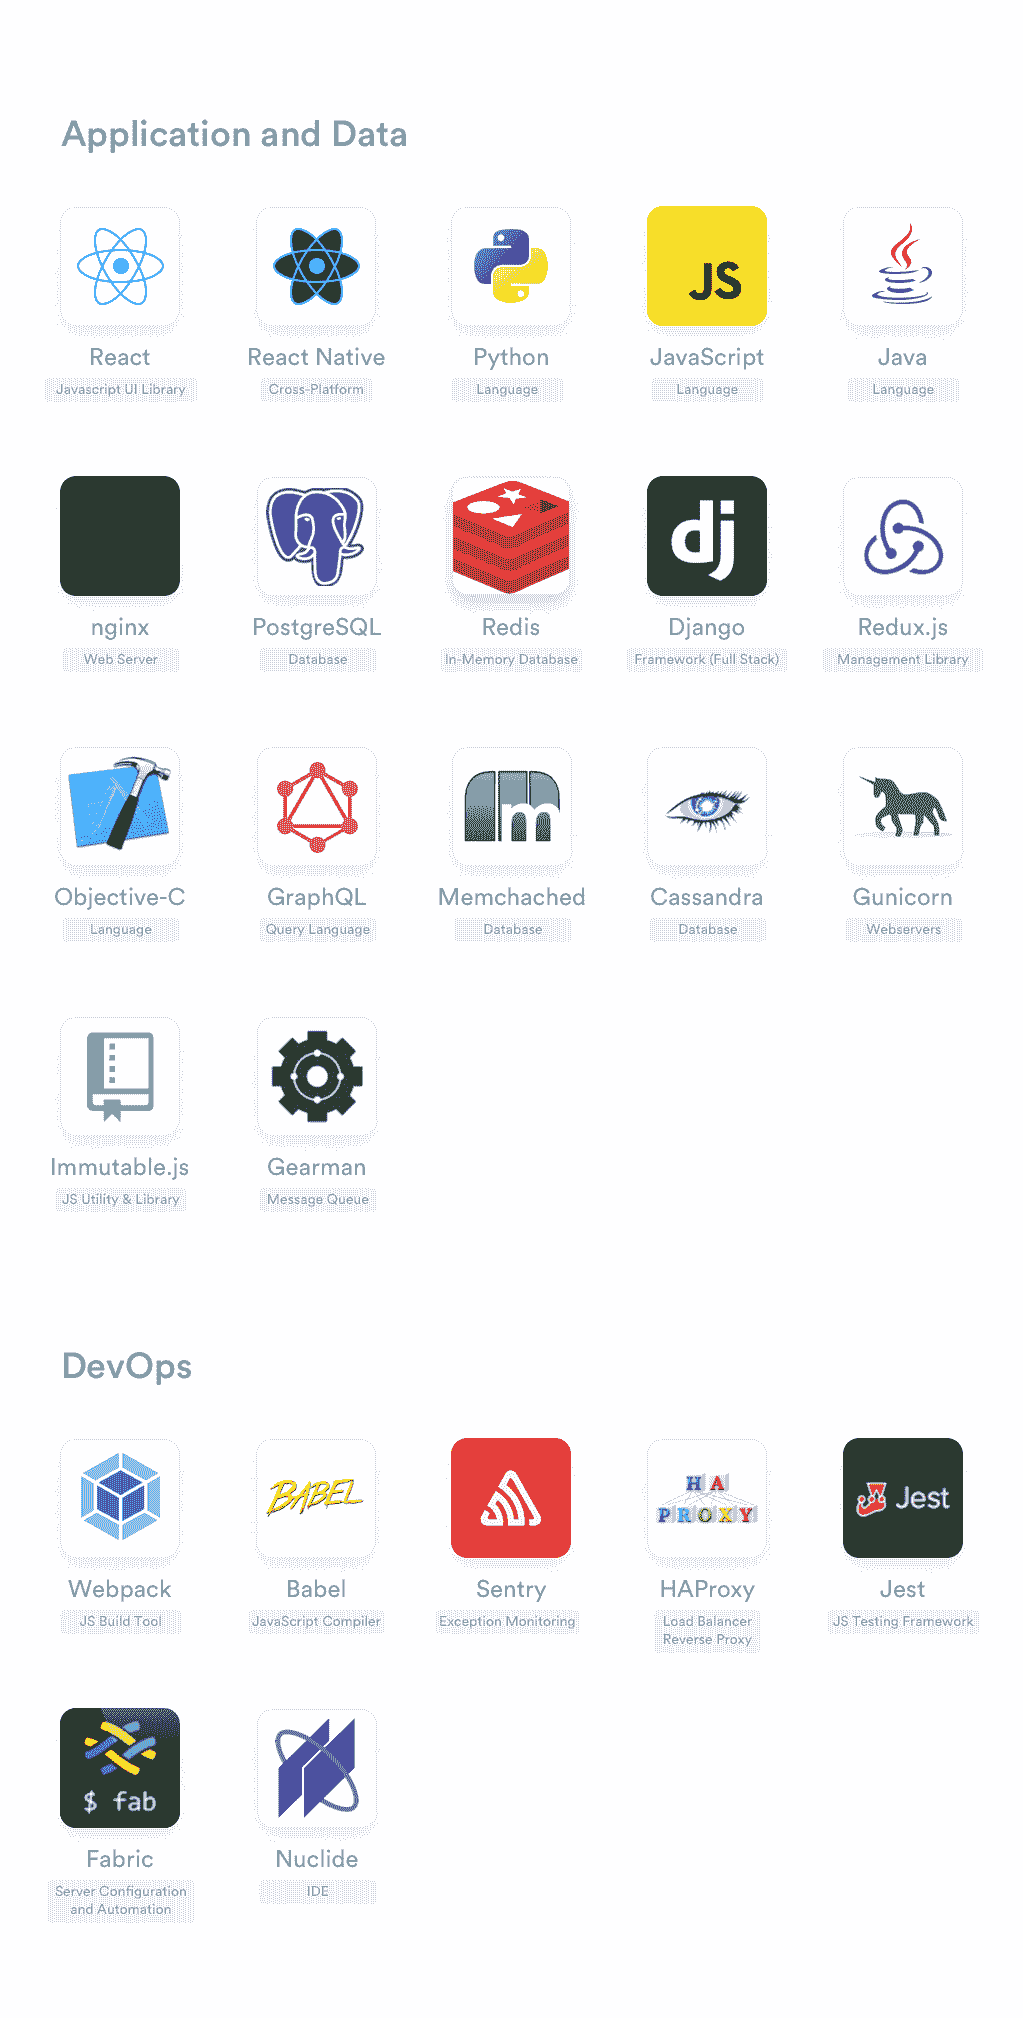 Application and Data
JS
React
React Native
Python
JavaScript
Java
Javascript UI Library
Cross-Platform
Language
Language
Language
dj
nginx
PostgreSQL
Redis
Django
Redux.js
Web Server
Database
In-Memory Database
Framework (Full Stack)
Management Library
m
Objective-C
GraphQL
Memchached
Cassandra
Gunicorn
Language
Query Language
Database
Database
Webservers
Immutable.js
Gearman
JS Utility & Library
Message Queue
DevOps
BABEL
HA
PROXY
Jest
Webpack
Babel
Sentry
HAProxy
Jest
JS Build Tool
JavaScript Compiler
Exception Monitoring
Load Balancer
Reverse Proxy
JS Testing Framework
$ fab
Fabric
Nuclide
Server Configuration
and Automation
IDE